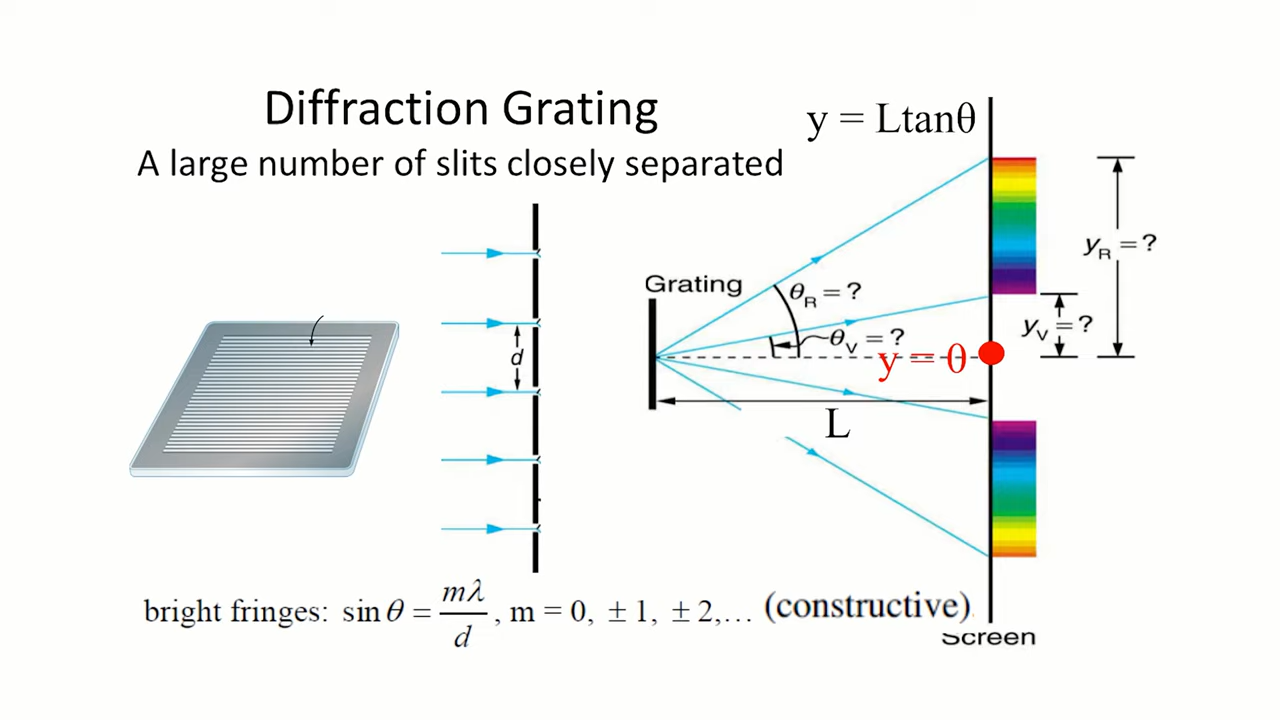 Diffraction Grating
A large number of slits closely separated
y = Ltanθ
d
Grating
θR = ?
θV = ?
yR = ?
yV = ?
y = 0
L
bright fringes: sin θ = mλ/d , m = 0, ± 1, ± 2,… (constructive)
Screen